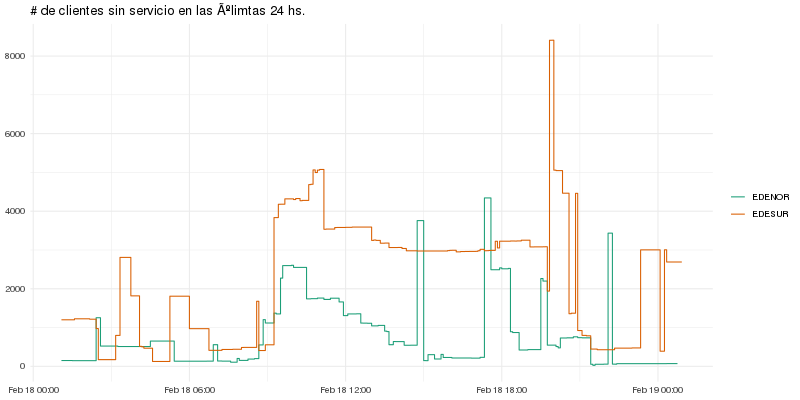 # de clientes sin servicio en las Ãºlimtas 24 hs.
8000
6000
4000
2000
0
Feb 18 00:00
Feb 18 06:00
Feb 18 12:00
Feb 18 18:00
Feb 19 00:00
EDENOR
EDESUR